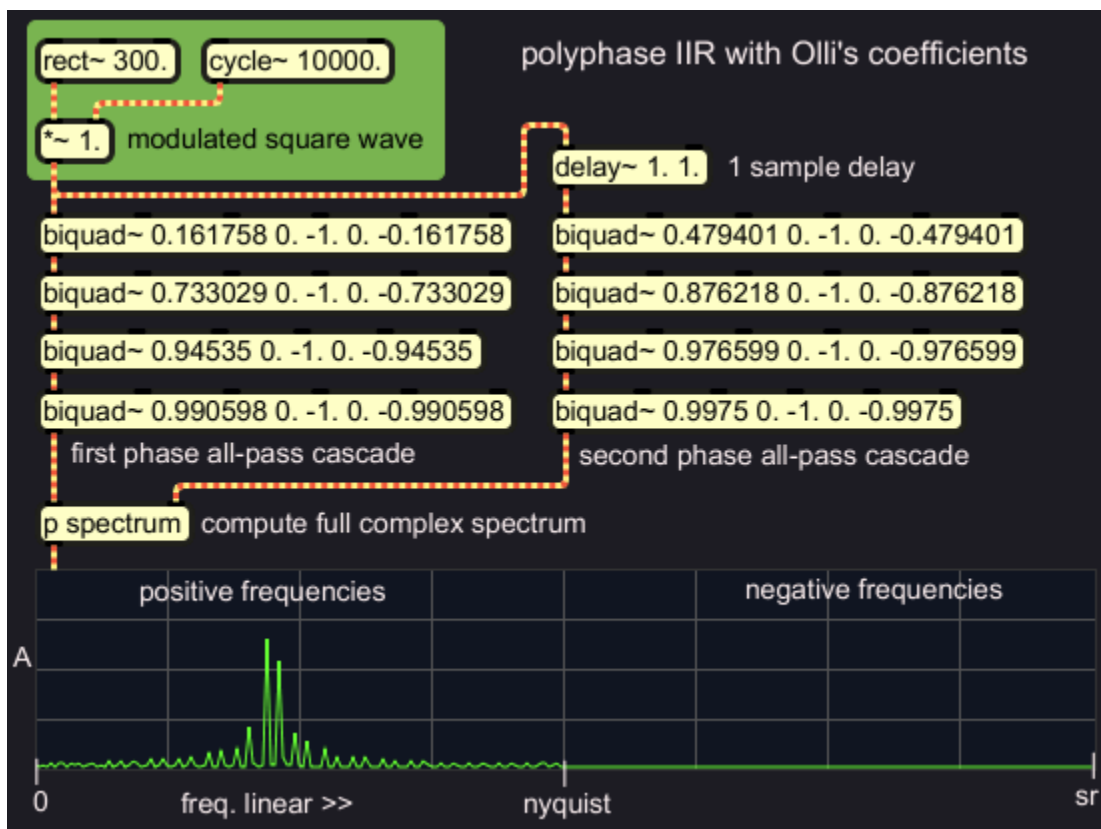 rect~ 300.
cycle~ 10000.
polyphase IIR with Olli's coefficients
*~ 1.
modulated square wave
delay~ 1. 1.
1 sample delay
biquad~ 0.161758 0. -1. 0. -0.161758
biquad~ 0.479401 0. -1. 0. -0.479401
biquad~ 0.733029 0. -1. 0. -0.733029
biquad~ 0.876218 0. -1. 0. -0.876218
biquad~ 0.94535 0. -1. 0. -0.94535
biquad~ 0.976599 0. -1. 0. -0.976599
biquad~ 0.990598 0. -1. 0. -0.990598
biquad~ 0.9975 0. -1. 0. -0.9975
first phase all-pass cascade
second phase all-pass cascade
p spectrum
compute full complex spectrum
positive frequencies
negative frequencies
A
0
freq. linear >>
nyquist
sr